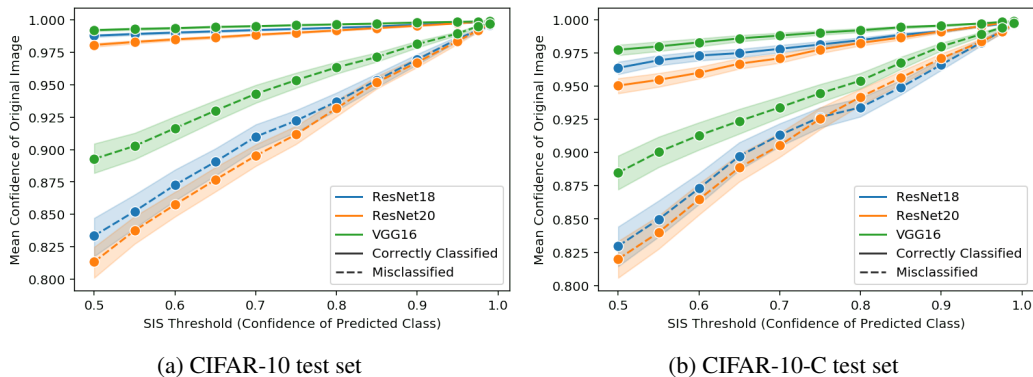 Mean Confidence of Original Image
1.000
0.975
0.950
0.925
0.900
0.875
0.850
0.825
0.800
ResNet18
ResNet20
VGG16
Correctly Classified
Misclassified
0.5 0.6 0.7 0.8 0.9 1.0
SIS Threshold (Confidence of Predicted Class)
(a) CIFAR-10 test set
Mean Confidence of Original Image
1.000
0.975
0.950
0.925
0.900
0.875
0.850
0.825
0.800
ResNet18
ResNet20
VGG16
Correctly Classified
Misclassified
0.5 0.6 0.7 0.8 0.9 1.0
SIS Threshold (Confidence of Predicted Class)
(b) CIFAR-10-C test set